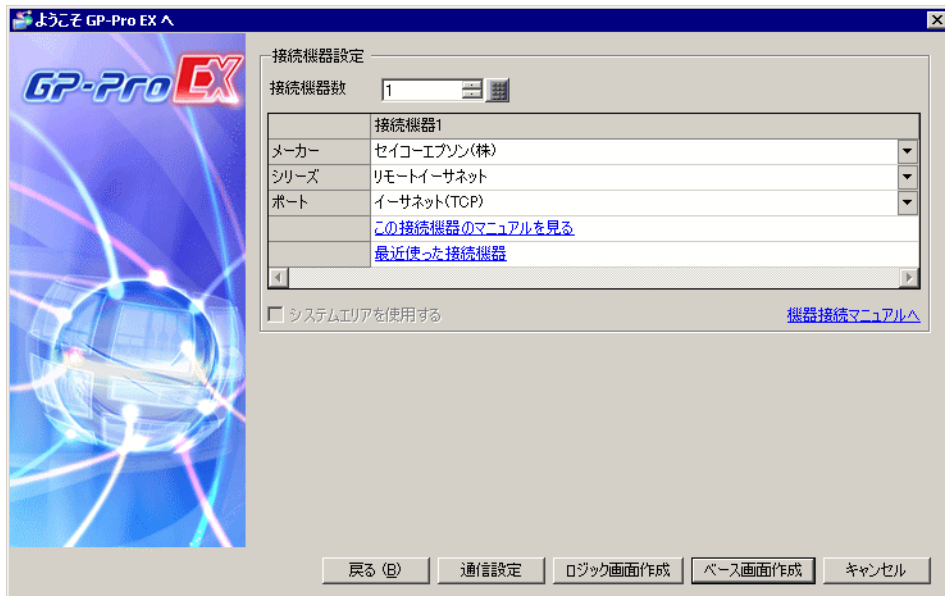 ようこそ GP-Pro EX へ
GP-Pro EX
接続機器設定
接続機器数 1
接続機器1
メーカー セイコーエプソン(株)
シリーズ リモートイーサネット
ポート イーサネット(TCP)
この接続機器のマニュアルを見る
最近使った接続機器
システムエリアを使用する 機器接続マニュアルへ
戻る (B) 通信設定 ロジック画面作成 ベース画面作成 キャンセル